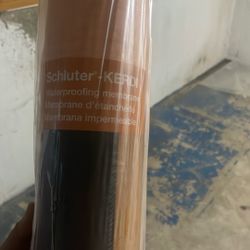 Schluter®-KERDI
Waterproofing membrane
Membrane d'étanchéité
Membrana impermeable